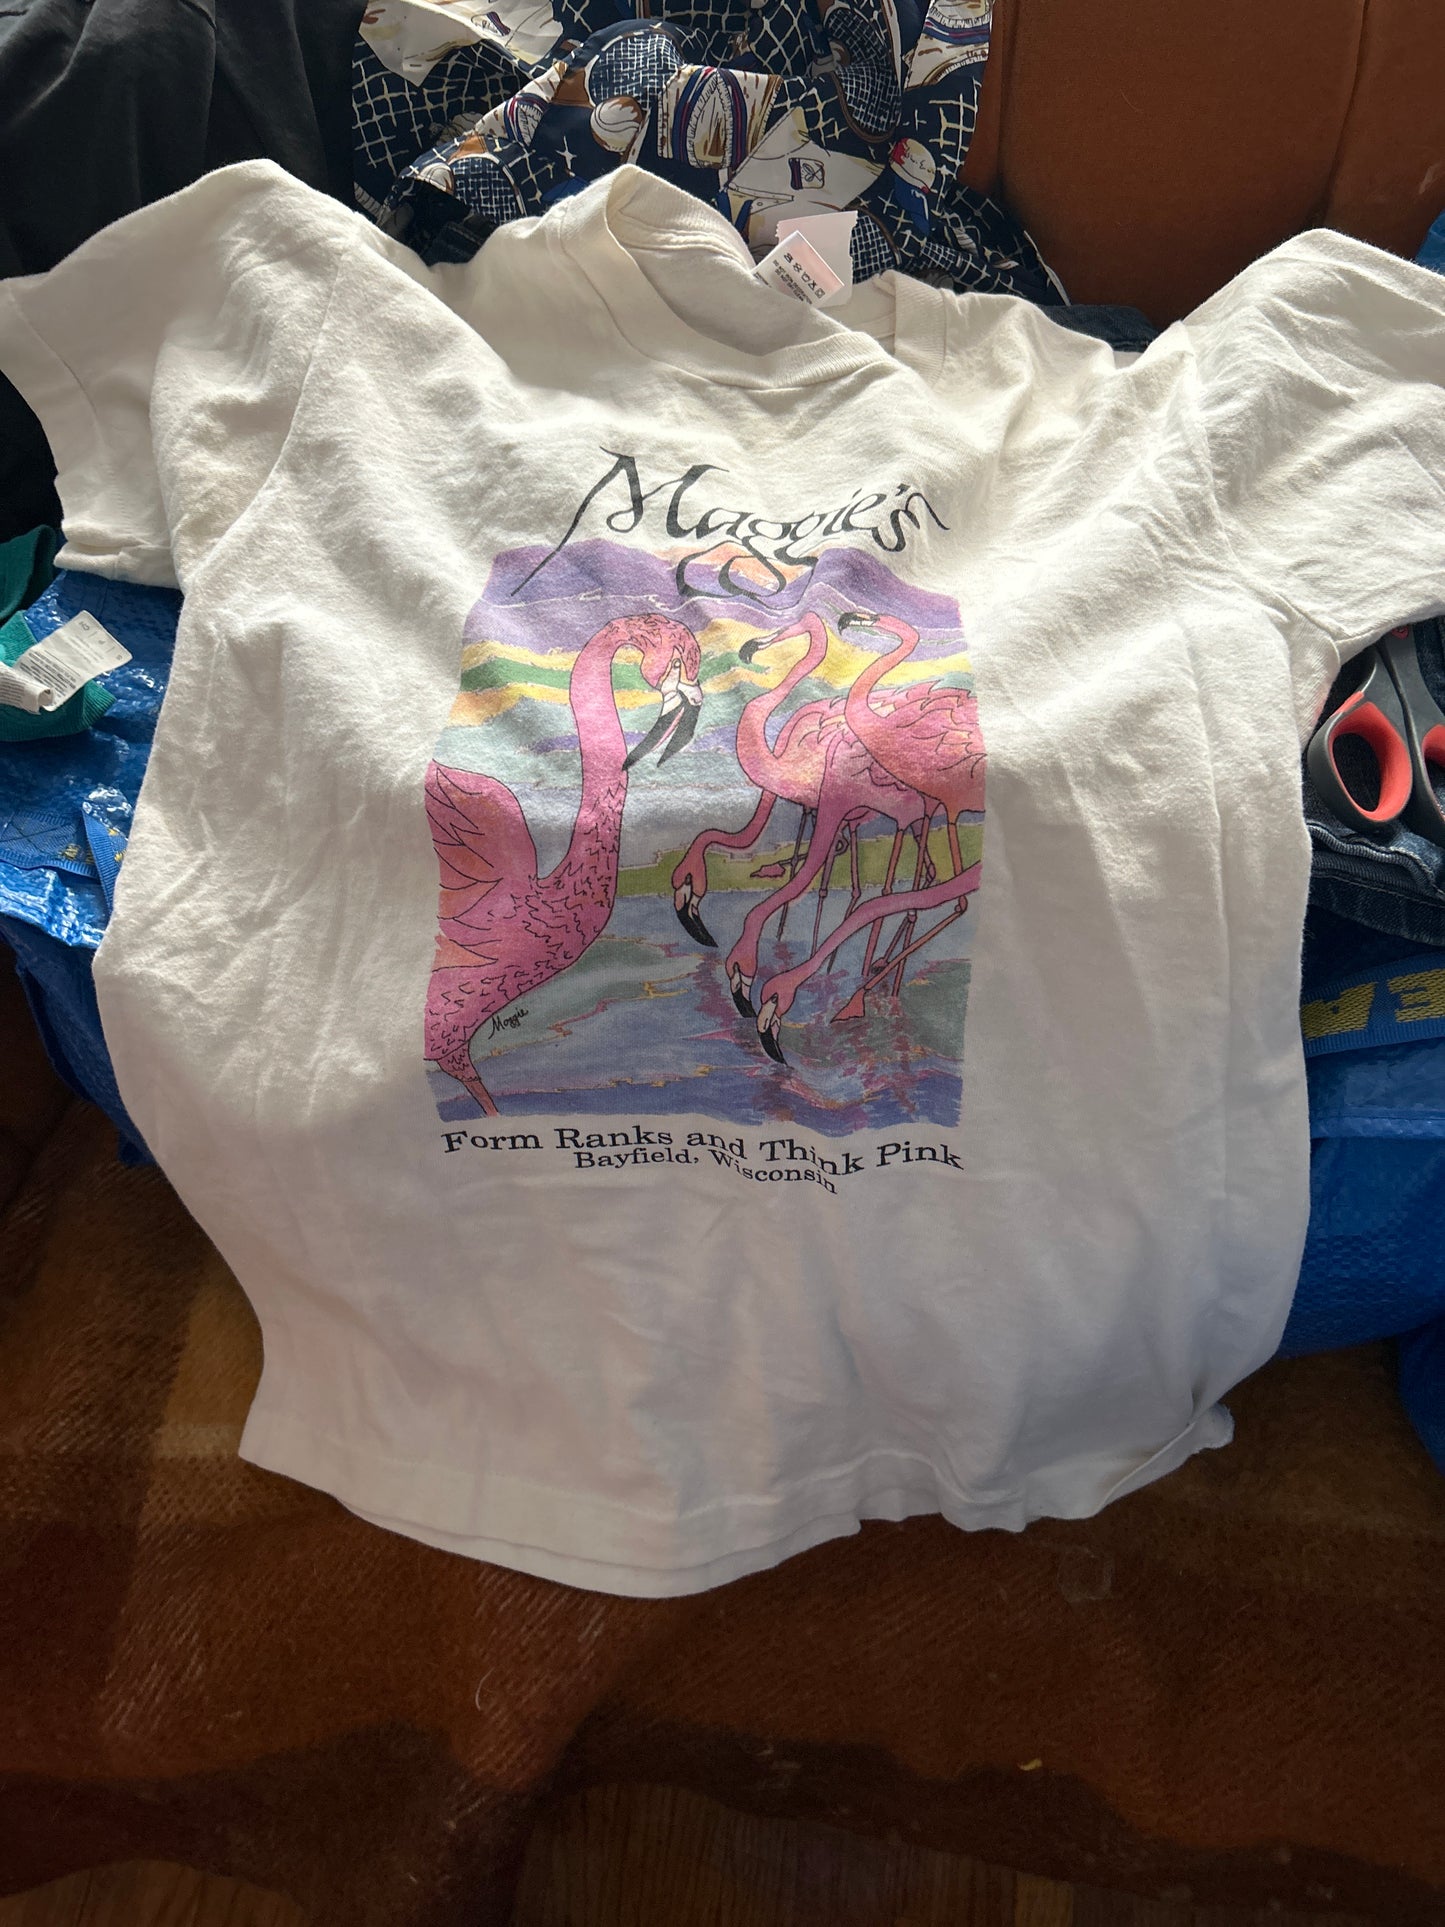 Maggie's
Maggie
Form Ranks and Think Pink
Bayfield, Wisconsin